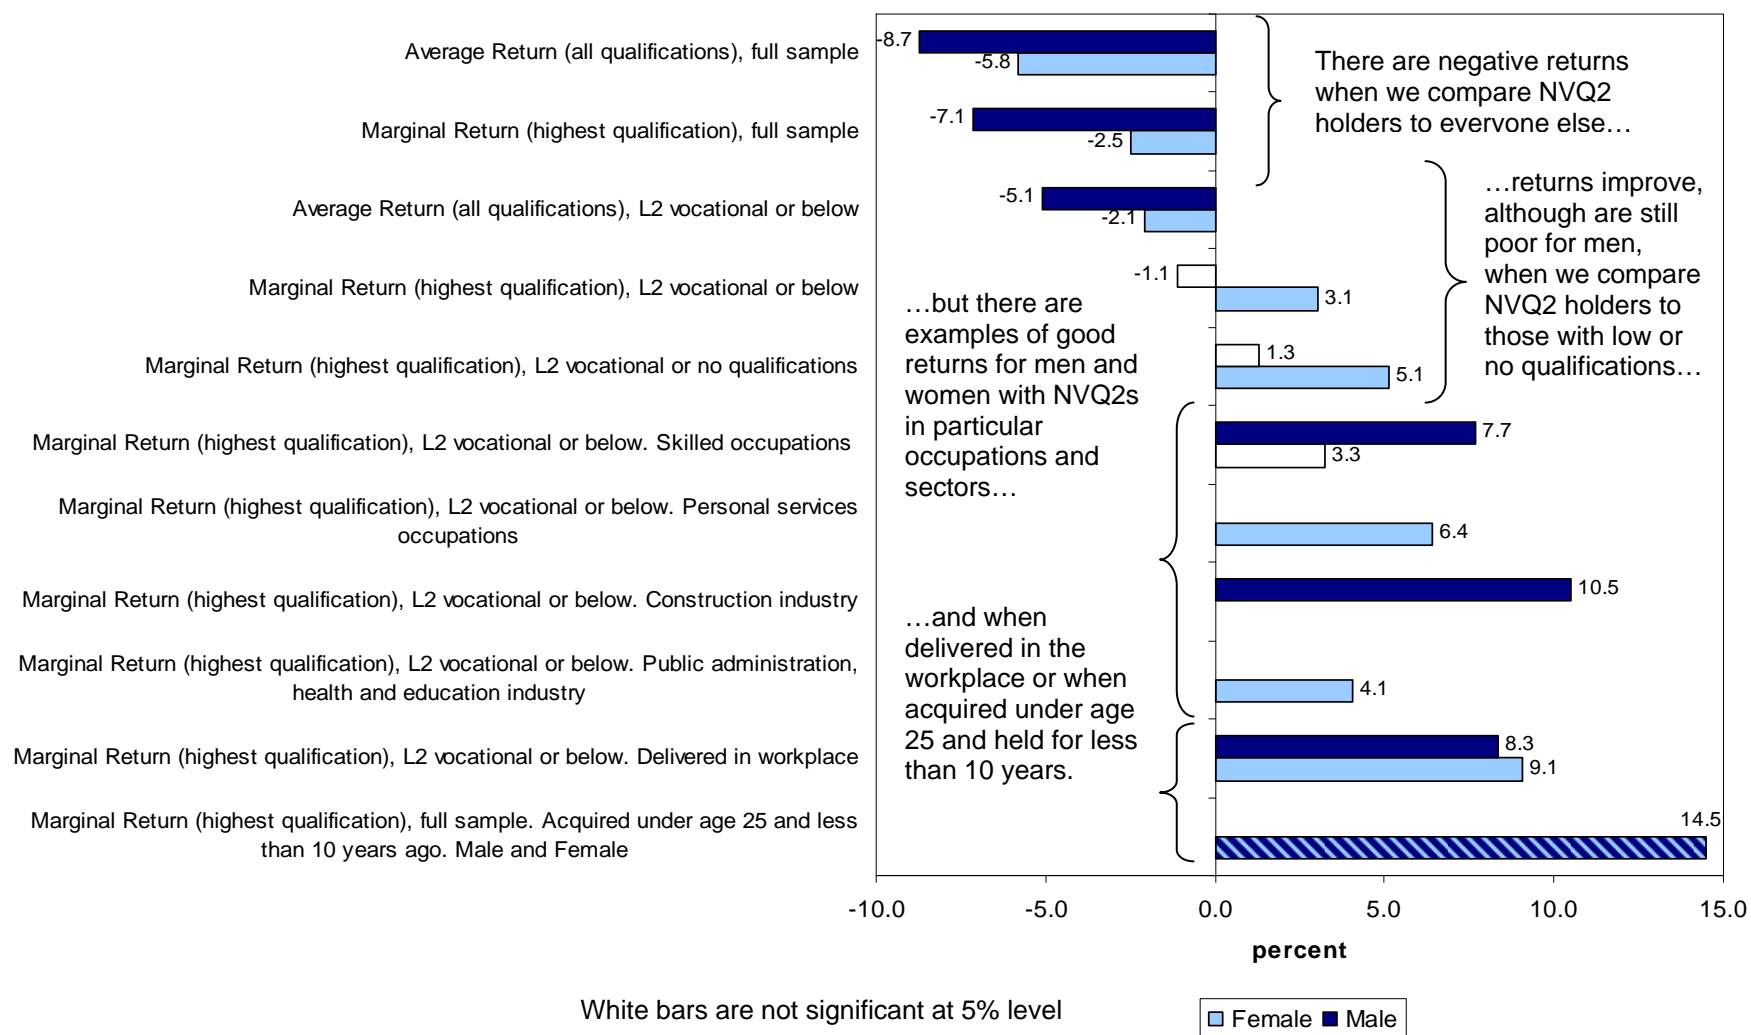 Average Return (all qualifications), full sample
-8.7
-5.8
Marginal Return (highest qualification), full sample
-7.1
-2.5
Average Return (all qualifications), L2 vocational or below
-5.1
-2.1
Marginal Return (highest qualification), L2 vocational or below
-1.1
3.1
Marginal Return (highest qualification), L2 vocational or no qualifications
1.3
5.1
Marginal Return (highest qualification), L2 vocational or below. Skilled occupations
7.7
3.3
Marginal Return (highest qualification), L2 vocational or below. Personal services
occupations
6.4
Marginal Return (highest qualification), L2 vocational or below. Construction industry
10.5
Marginal Return (highest qualification), L2 vocational or below. Public administration,
health and education industry
4.1
Marginal Return (highest qualification), L2 vocational or below. Delivered in workplace
8.3
9.1
Marginal Return (highest qualification), full sample. Acquired under age 25 and less
than 10 years ago. Male and Female
14.5
There are negative returns
when we compare NVQ2
holders to everyone else…
…returns improve,
although are still
poor for men,
when we compare
NVQ2 holders to
those with low or
no qualifications…
…but there are
examples of good
returns for men and
women with NVQ2s
in particular
occupations and
sectors…
…and when
delivered in the
workplace or when
acquired under age
25 and held for less
than 10 years.
-10.0 -5.0 0.0 5.0 10.0 15.0
percent
White bars are not significant at 5% level
Female Male